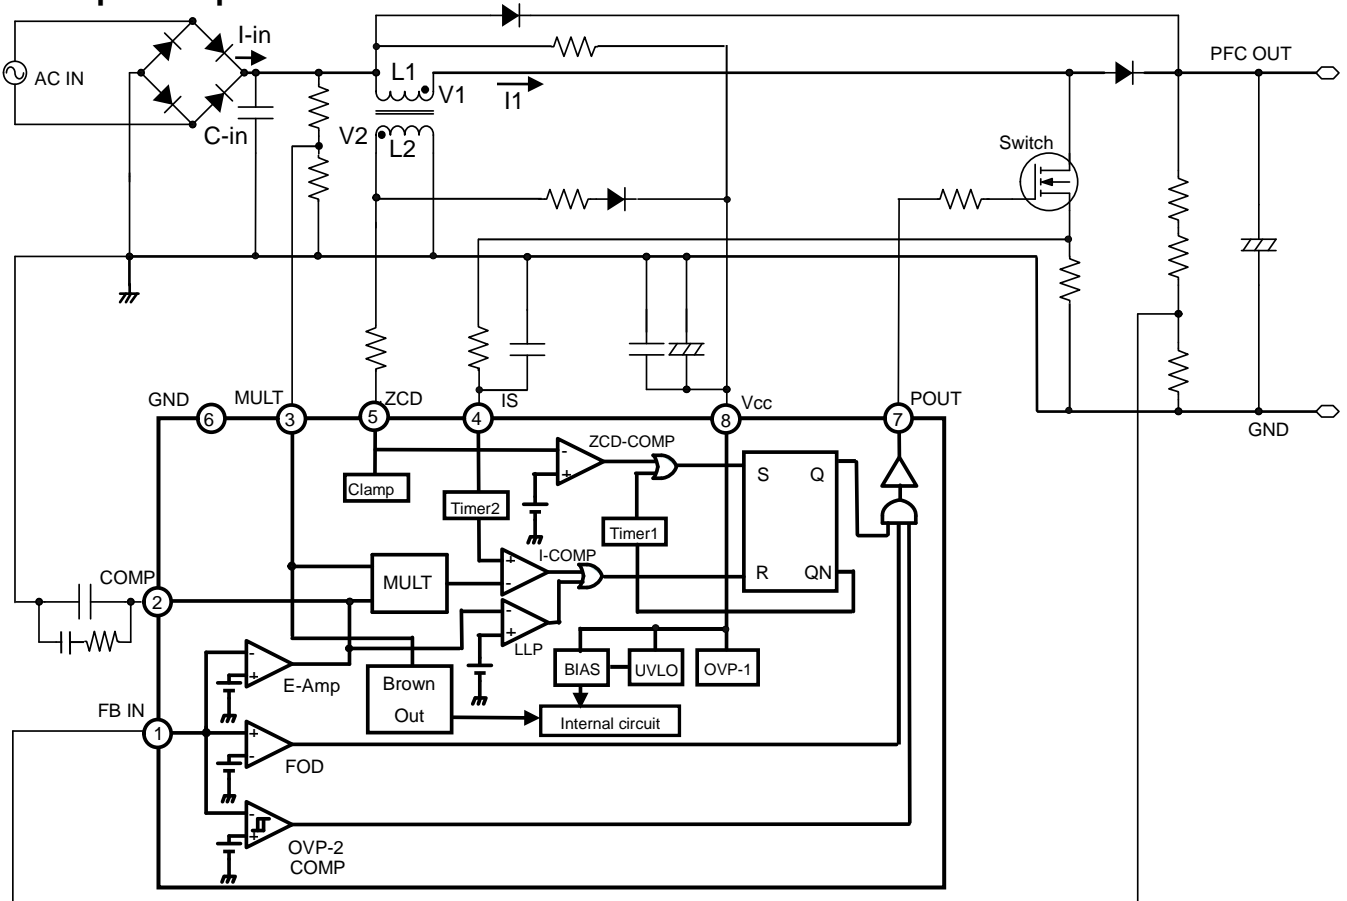 I-in
PFC OUT
AC IN
L1
V1
I1
C-in
V2
L2
Switch
GND
MULT
ZCD
IS
Vcc
POUT
6
3
5
4
8
7
GND
ZCD-COMP
Clamp
Timer2
S
Q
Timer1
I-COMP
COMP
MULT
R
QN
2
LLP
BIAS
UVLO
OVP-1
E-Amp
Brown
Out
FB IN
Internal circuit
1
FOD
OVP-2
COMP